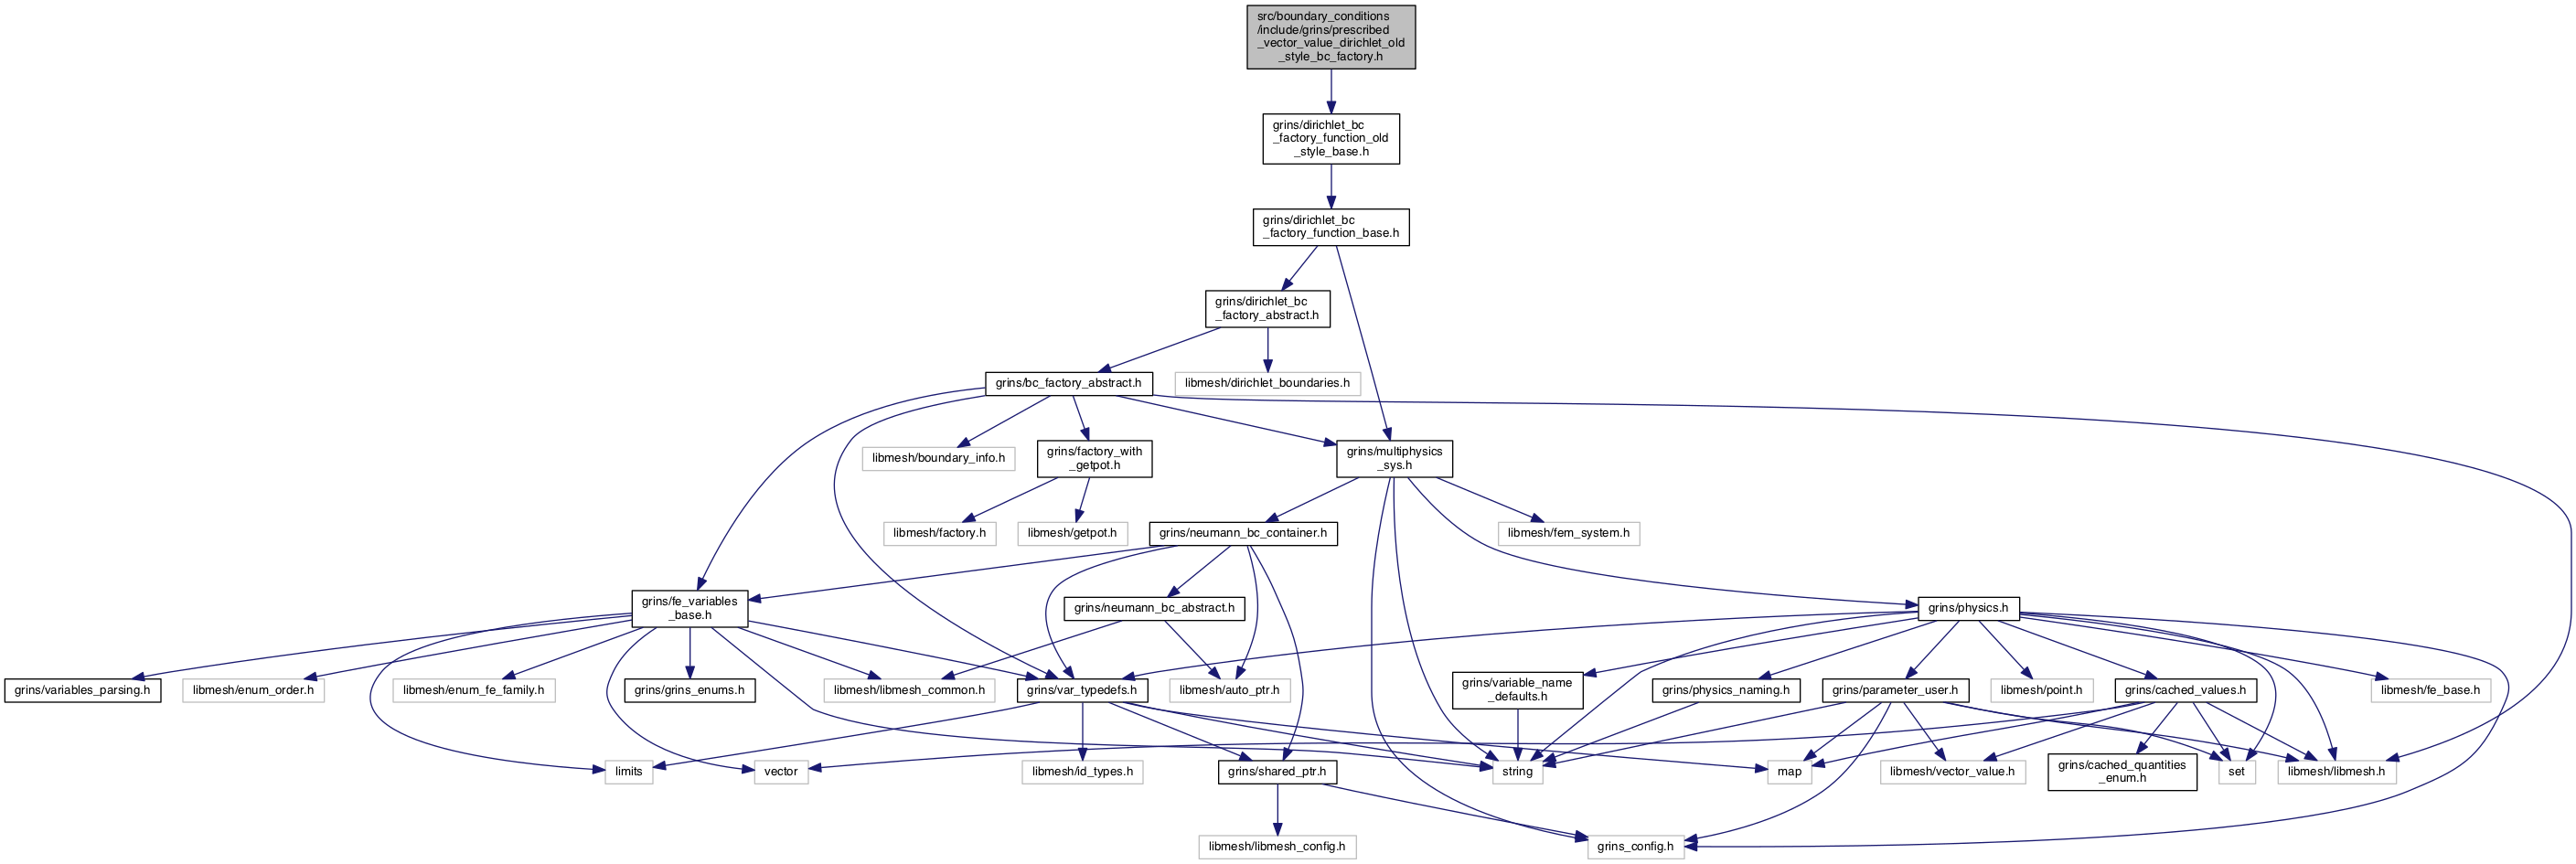 src/boundary_conditions
/include/grins/prescribed
_vector_value_dirichlet_old
_style_bc_factory.h
grins/dirichlet_bc
_factory_function_old
_style_base.h
grins/dirichlet_bc
_factory_function_base.h
grins/dirichlet_bc
_factory_abstract.h
grins/bc_factory_abstract.h
libmesh/dirichlet_boundaries.h
libmesh/boundary_info.h
grins/factory_with
_getpot.h
grins/multiphysics
_sys.h
libmesh/factory.h
libmesh/getpot.h
grins/neumann_bc_container.h
libmesh/fem_system.h
grins/fe_variables
_base.h
grins/neumann_bc_abstract.h
grins/physics.h
grins/variables_parsing.h
libmesh/enum_order.h
libmesh/enum_fe_family.h
grins/grins_enums.h
libmesh/libmesh_common.h
grins/var_typedefs.h
libmesh/auto_ptr.h
grins/variable_name
_defaults.h
grins/physics_naming.h
grins/parameter_user.h
libmesh/point.h
grins/cached_values.h
libmesh/fe_base.h
limits
vector
libmesh/id_types.h
grins/shared_ptr.h
string
map
libmesh/vector_value.h
grins/cached_quantities
_enum.h
set
libmesh/libmesh.h
libmesh/libmesh_config.h
grins_config.h